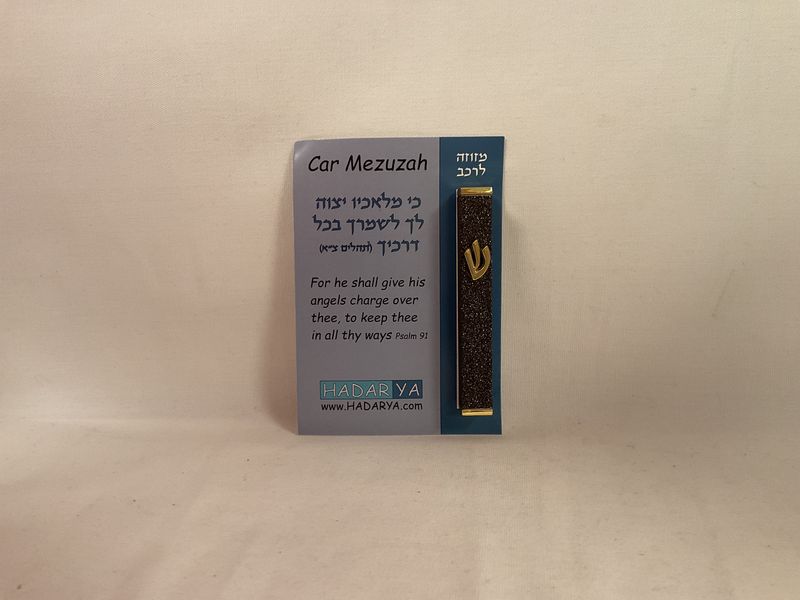 Car Mezuzah
כי מלאכיו יצוה
לך לשמרך בכל
דרכיך (תהלים צ״א)
For he shall give his
angels charge over
thee, to keep thee
in all thy ways Psalm 91
HADARYA
www.HADARYA.com
מזוזה
לרכב
ש